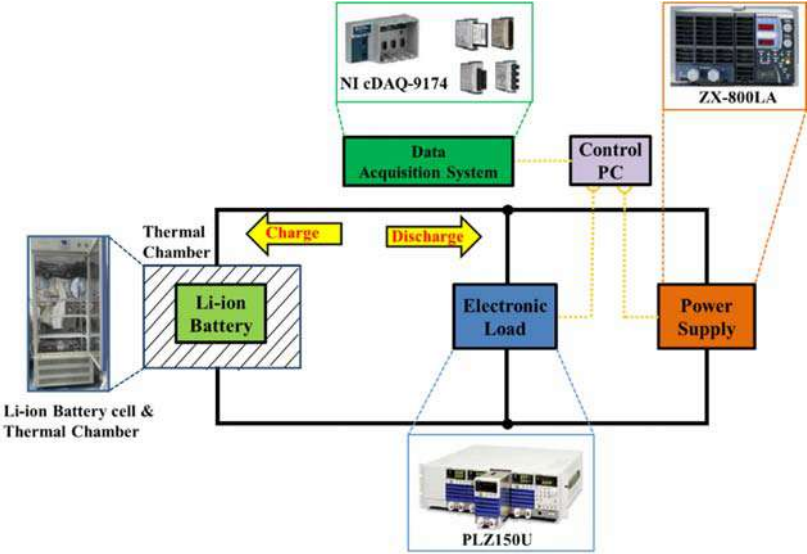 NI cDAQ-9174
ZX-800LA
Data
Acquisition System
Control
PC
Thermal
Chamber
Charge
Discharge
Li-ion
Battery
Electronic
Load
Power
Supply
Li-ion Battery cell &
Thermal Chamber
PLZ150U